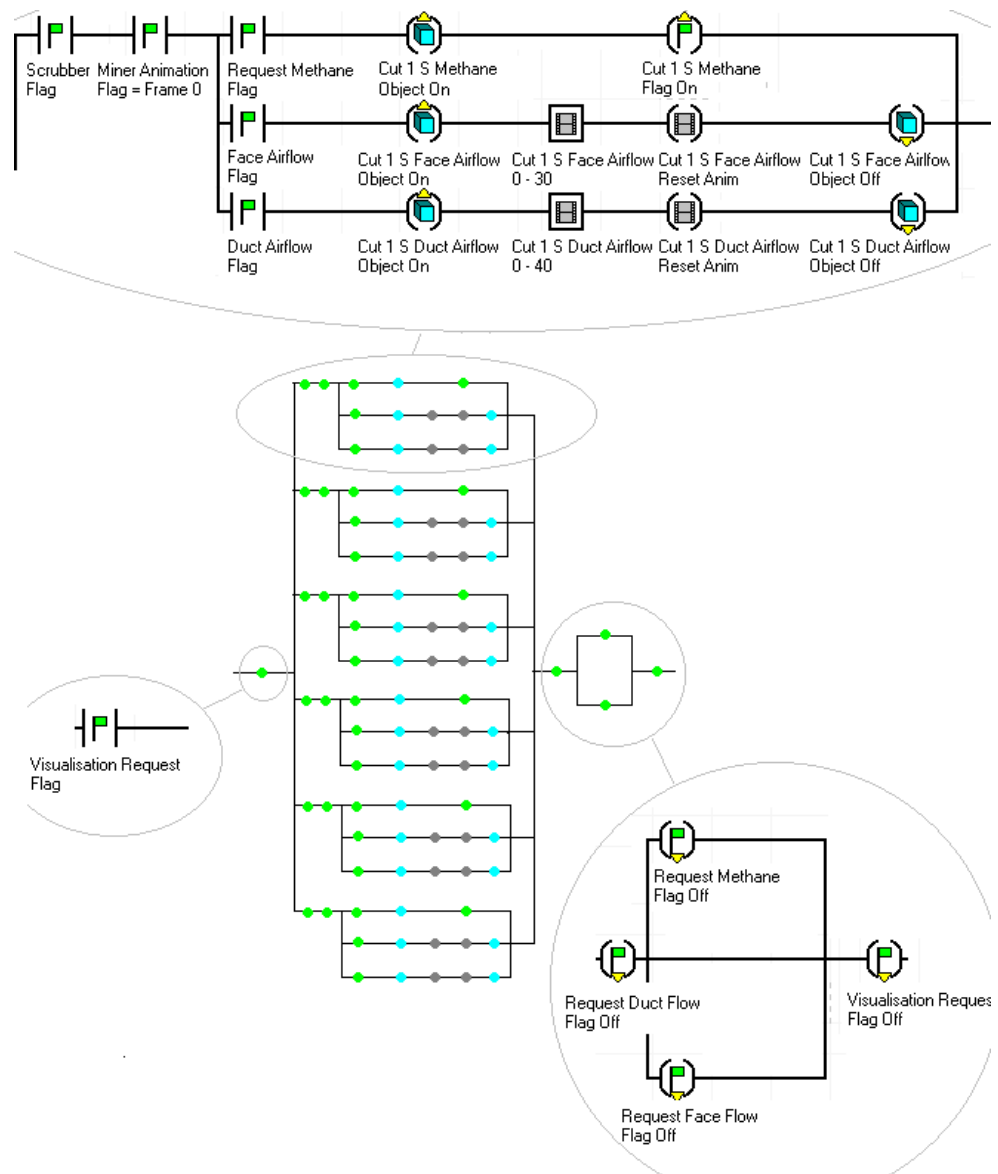 Scrubber
Flag
Miner Animation
Flag = Frame 0
Request Methane
Flag
Cut 1 S Methane
Object On
Cut 1 S Methane
Flag On
Face Airflow
Flag
Cut 1 S Face Airflow
Object On
Cut 1 S Face Airflow
0 - 30
Cut 1 S Face Airflow
Reset Anim
Cut 1 S Face Airlfow
Object Off
Duct Airflow
Flag
Cut 1 S Duct Airflow
Object On
Cut 1 S Duct Airflow
0 - 40
Cut 1 S Duct Airflow
Reset Anim
Cut 1 S Duct Airflow
Object Off
Visualisation Request
Flag
Request Methane
Flag Off
Request Duct Flow
Flag Off
Visualisation Reques
Flag Off
Request Face Flow
Flag Off